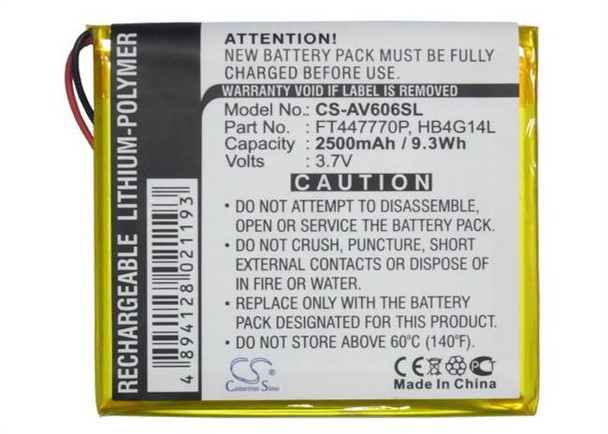 ATTENTION!
NEW BATTERY PACK MUST BE FULLY
CHARGED BEFORE INITIAL USE.
WARRANTY VOID IF LABEL IS REMOVED
Model No.: CS-AV606SL
Part No. : FT447770P, HB4G14L
Capacity : 2500mAh / 9.3Wh
Volts : 3.7V
CAUTION
• DO NOT ATTEMPT TO DISASSEMBLE,
OPEN OR SERVICE THE BATTERY PACK.
• DO NOT CRUSH, PUNCTURE, SHORT
EXTERNAL CONTACTS OR DISPOSE OF
IN FIRE OR WATER.
• REPLACE ONLY WITH THE BATTERY
PACK DESIGNATED.
• DO NOT STORE ABOVE 60°C (140°F).
CS
Cameron Sino
CE
Made In China
RECHARGEABLE LITHIUM-POLYMER
4 894128 021193